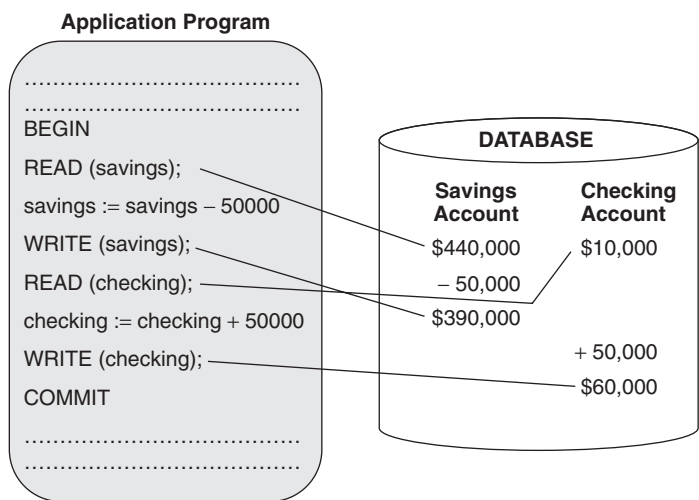 Application Program
.....................................
.....................................
BEGIN
READ (savings);
savings := savings – 50000
WRITE (savings);
READ (checking);
checking := checking + 50000
WRITE (checking);
COMMIT
.....................................
.....................................
DATABASE
Savings Account
Checking Account
$440,000 $10,000
– 50,000
$390,000
+ 50,000
$60,000